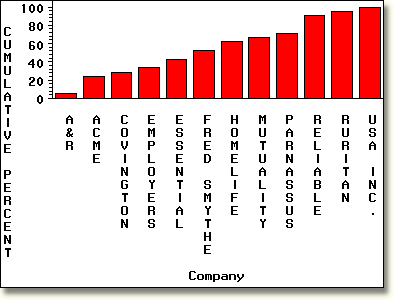 CUMULATIVE PERCENT
100
80
60
40
20
0
A&R
ACME
COVINGTON
EMPLOYERS
ESSENTIAL
FRED SMYTHE
HOMELIFE
MUTUALITY
PARNASSUS
RELIABLE
RURITAN
USA INC.
Company